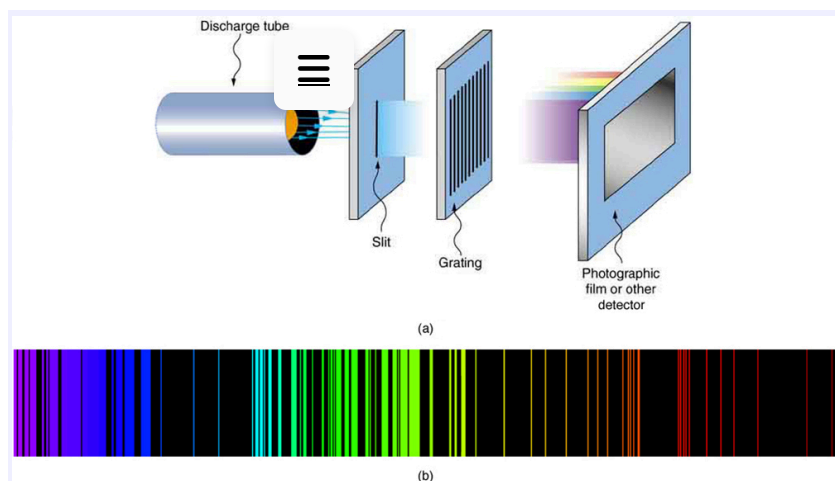 Discharge tube
Slit
Grating
Photographic
film or other
detector
(a)
(b)